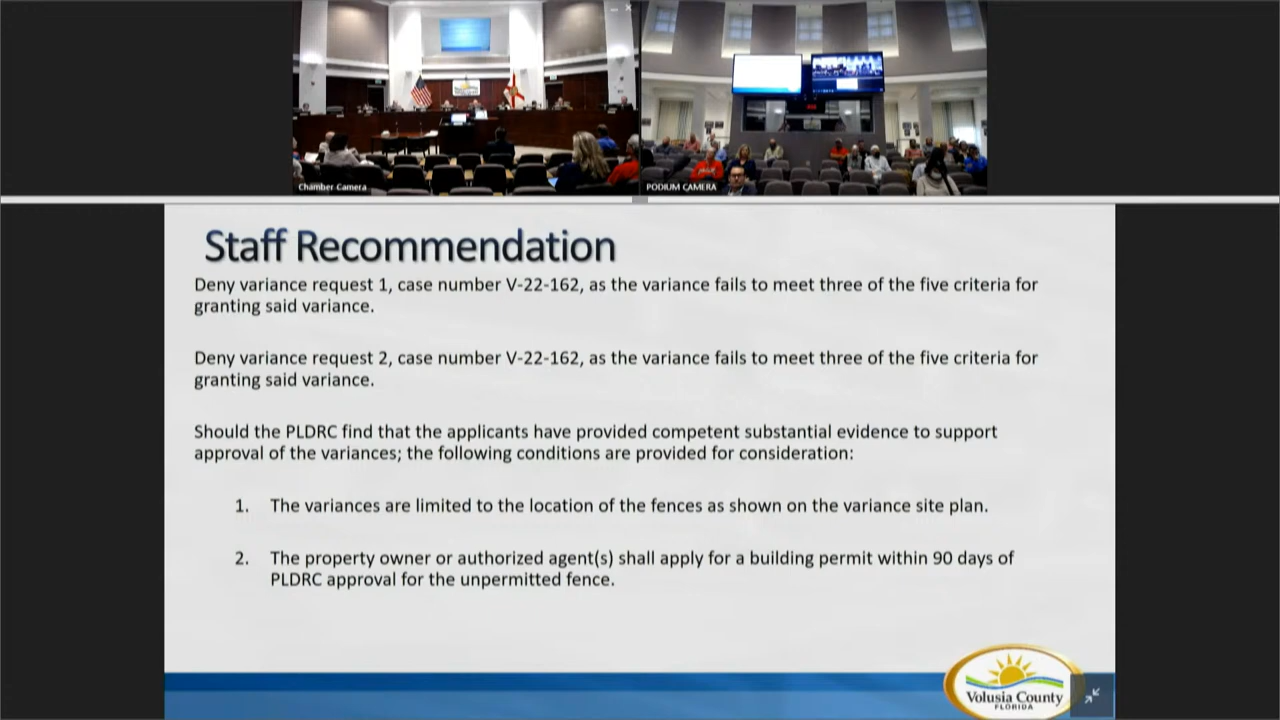 Chamber Camera
PODIUM CAMERA
Staff Recommendation
Deny variance request 1, case number V-22-162, as the variance fails to meet three of the five criteria for
granting said variance.
Deny variance request 2, case number V-22-162, as the variance fails to meet three of the five criteria for
granting said variance.
Should the PLDRC find that the applicants have provided competent substantial evidence to support
approval of the variances; the following conditions are provided for consideration:
1. The variances are limited to the location of the fences as shown on the variance site plan.
2. The property owner or authorized agent(s) shall apply for a building permit within 90 days of
PLDRC approval for the unpermitted fence.
Volusia County
FLORIDA